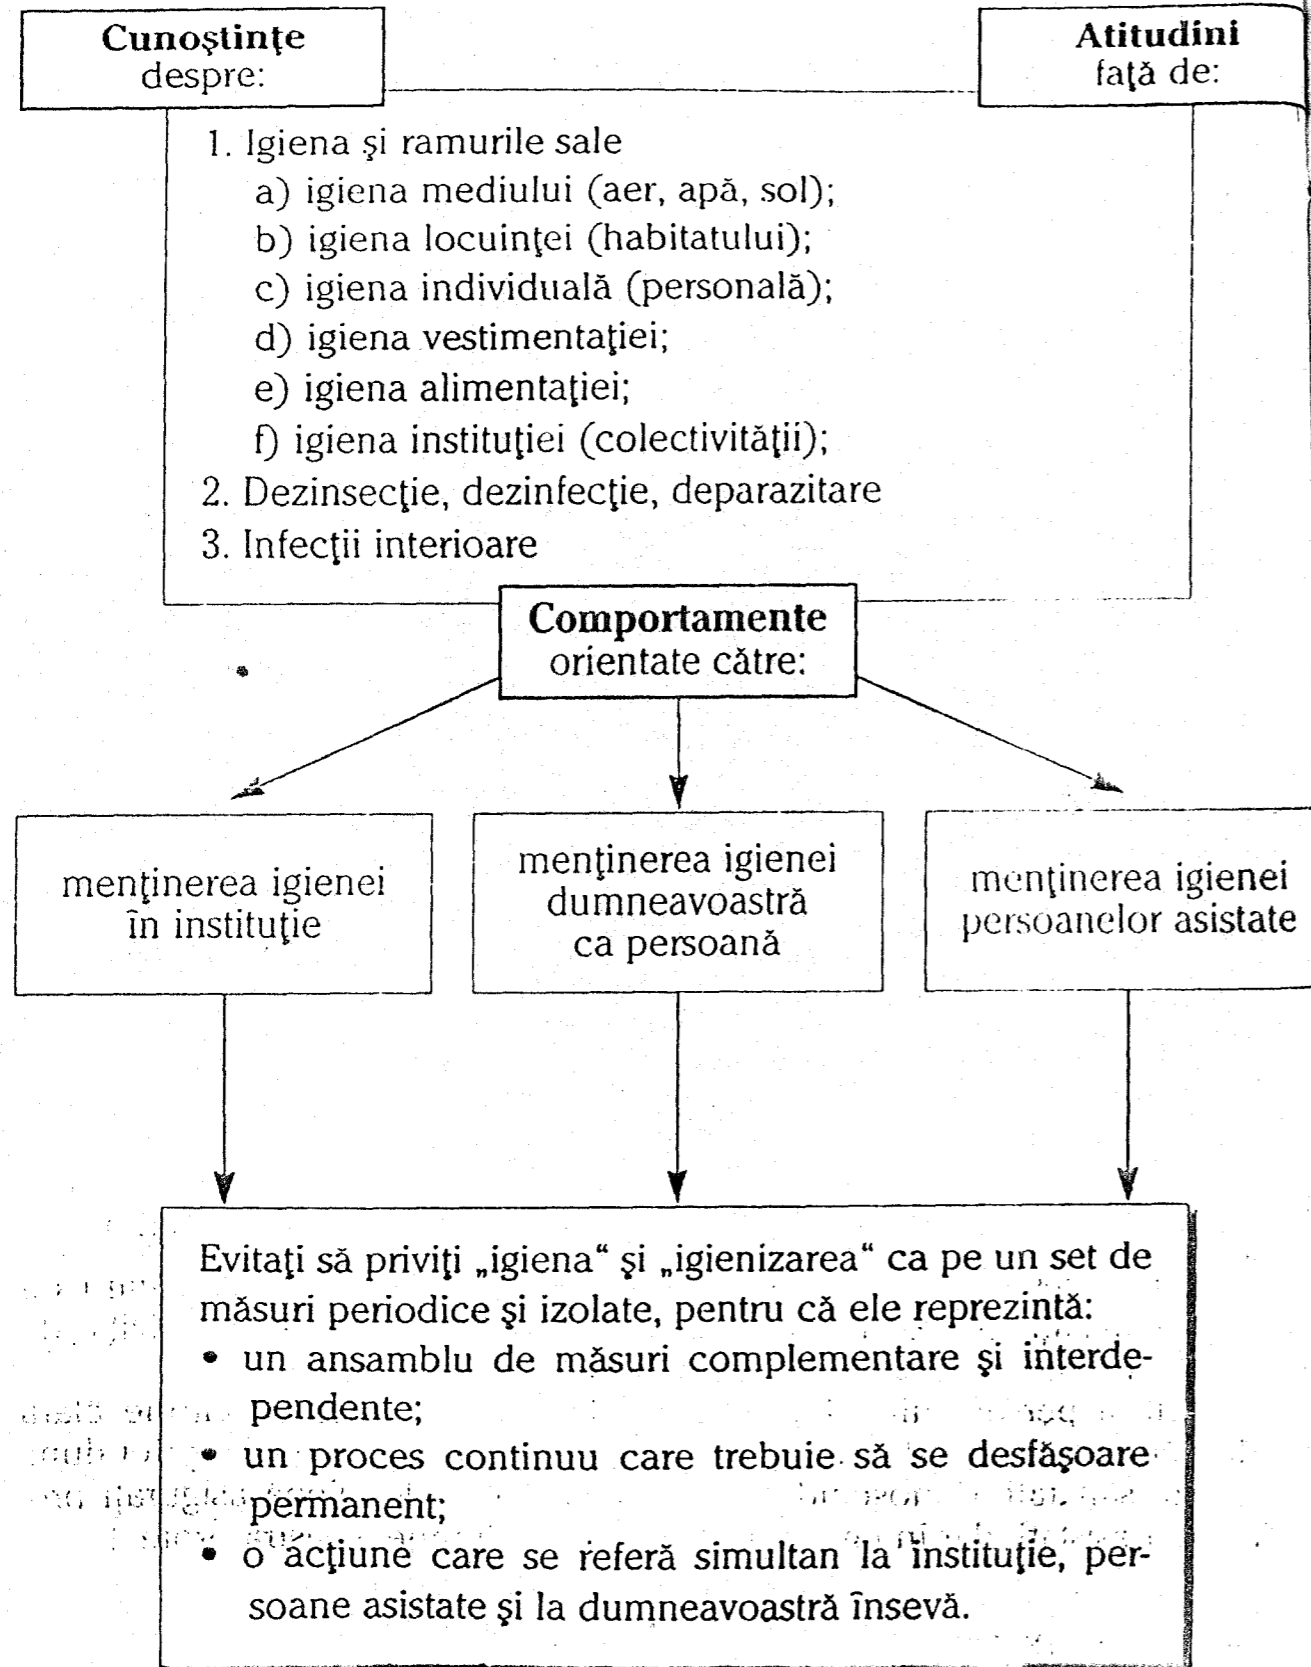 Cunoştinţe
despre:
Atitudini
faţă de:
1. Igiena şi ramurile sale
a) igiena mediului (aer, apă, sol);
b) igiena locuinţei (habitatului);
c) igiena individuală (personală);
d) igiena vestimentaţiei;
e) igiena alimentaţiei;
f) igiena instituţiei (colectivităţii);
2. Dezinsecţie, dezinfecţie, deparazitare
3. Infecţii interioare
Comportamente
orientate către:
menţinerea igienei
în instituţie
menţinerea igienei
dumneavoastră
ca persoană
menţinerea igienei
persoanelor asistate
Evitaţi să priviţi „igiena“ şi „igienizarea“ ca pe un set de
măsuri periodice şi izolate, pentru că ele reprezintă:
• un ansamblu de măsuri complementare şi interde-
pendente;
• un proces continuu care trebuie să se desfăşoare
permanent;
• o acţiune care se referă simultan la instituţie, per-
soane asistate şi la dumneavoastră însevă.